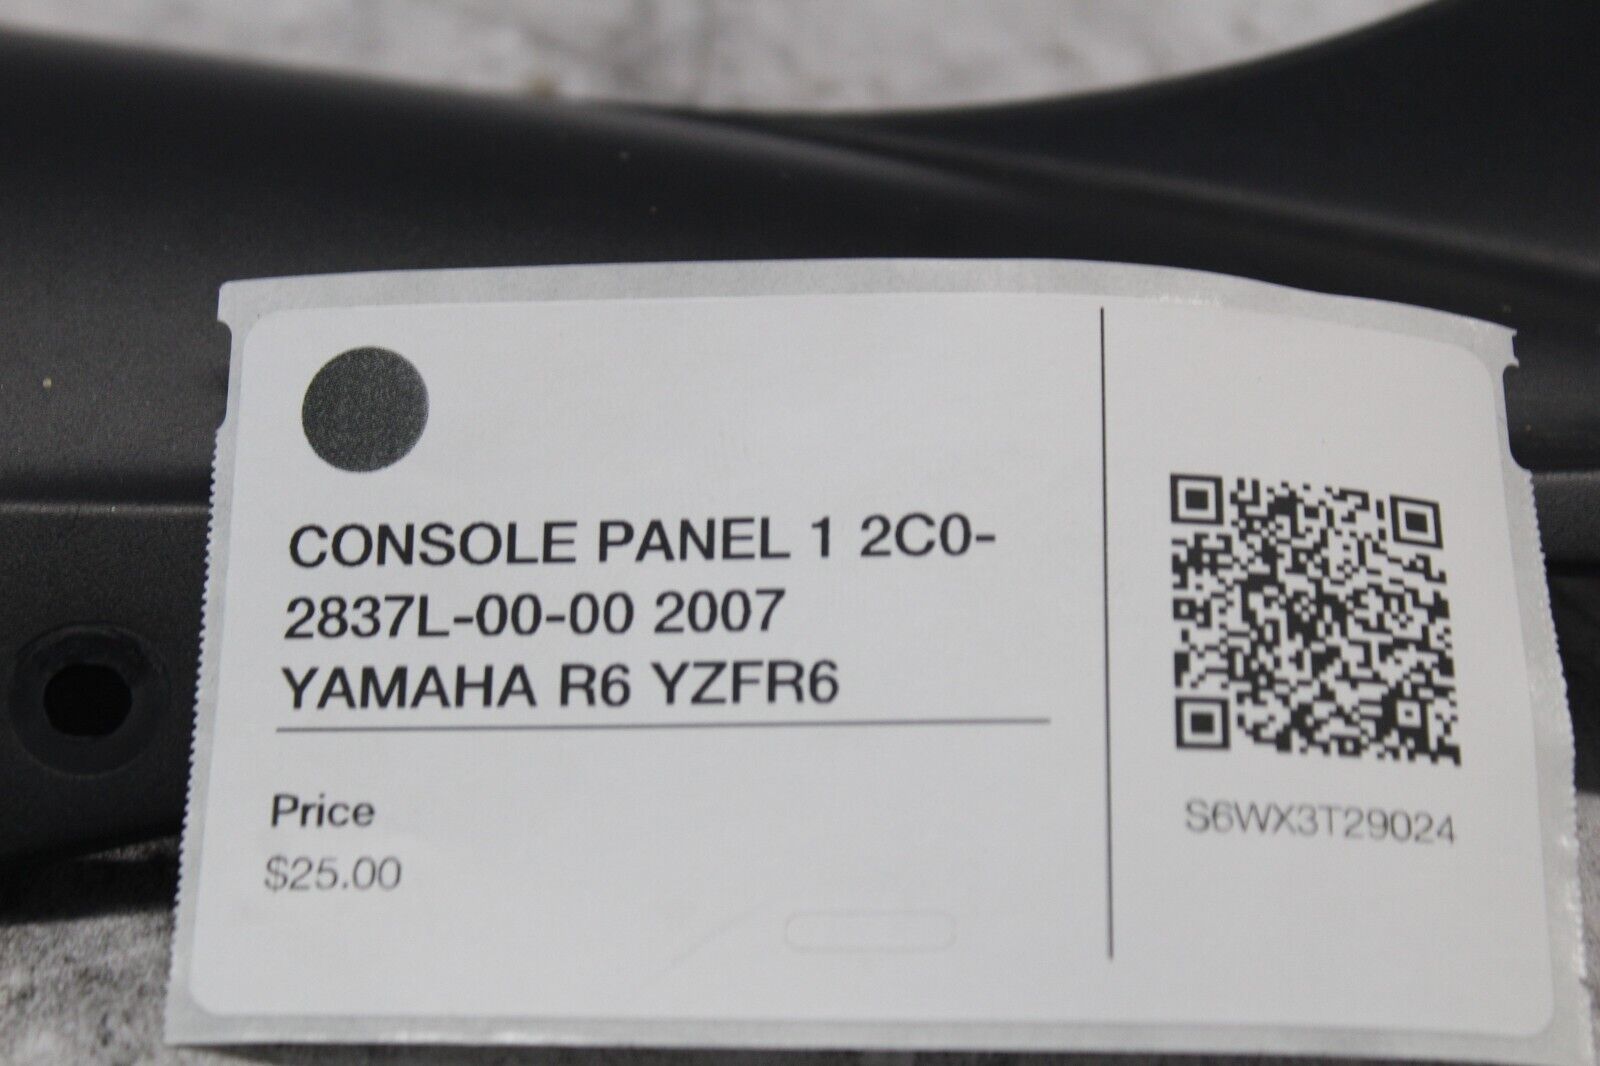 CONSOLE PANEL 1 2C0-
2837L-00-00 2007
YAMAHA R6 YZFR6
Price
$25.00
S6WX3T29024